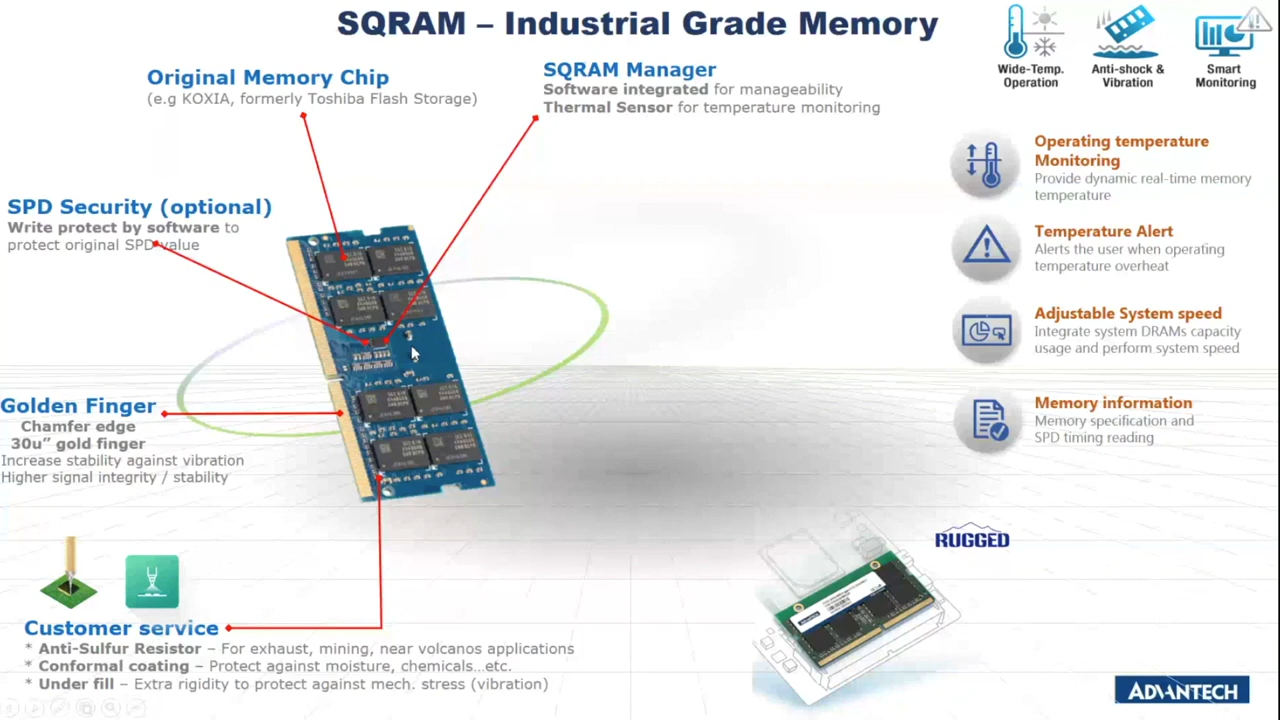 SQRAM – Industrial Grade Memory
Wide-Temp.
Operation
Anti-shock &
Vibration
Smart
Monitoring
Original Memory Chip
(e.g KOXIA, formerly Toshiba Flash Storage)
SQRAM Manager
Software integrated for manageability
Thermal Sensor for temperature monitoring
SPD Security (optional)
Write protect by software to
protect original SPD value
Golden Finger
Chamfer edge
30u” gold finger
Increase stability against vibration
Higher signal integrity / stability
Operating temperature
Monitoring
Provide dynamic real-time memory
temperature
Temperature Alert
Alerts the user when operating
temperature overheat
Adjustable System speed
Integrate system DRAMs capacity
usage and perform system speed
Memory information
Memory specification and
SPD timing reading
RUGGED
Customer service
* Anti-Sulfur Resistor – For exhaust, mining, near volcanos applications
* Conformal coating – Protect against moisture, chemicals…etc.
* Under fill – Extra rigidity to protect against mech. stress (vibration)
ADVANTECH